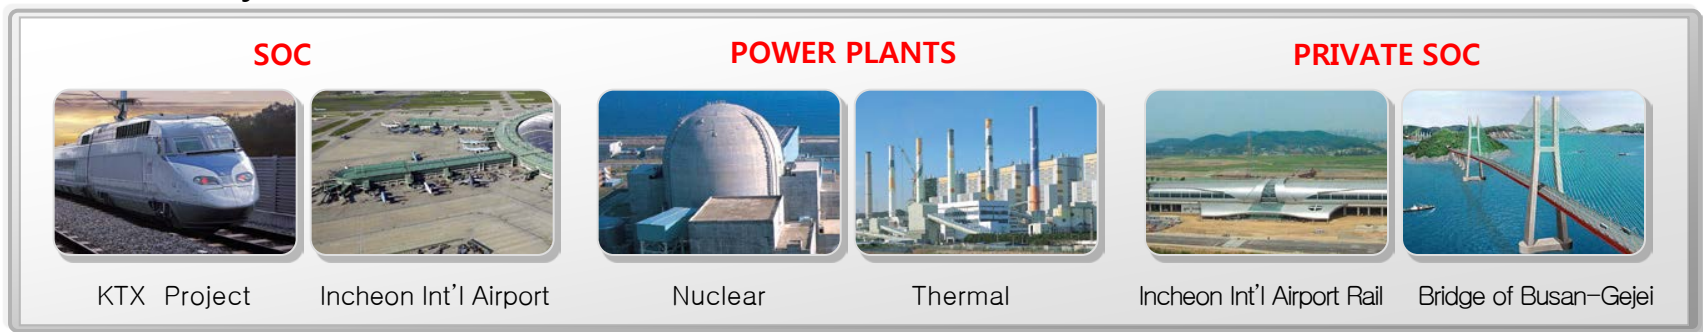 SOC
POWER PLANTS
PRIVATE SOC
KTX Project
Incheon Int'l Airport
Nuclear
Thermal
Incheon Int'l Airport Rail
Bridge of Busan-Gejei